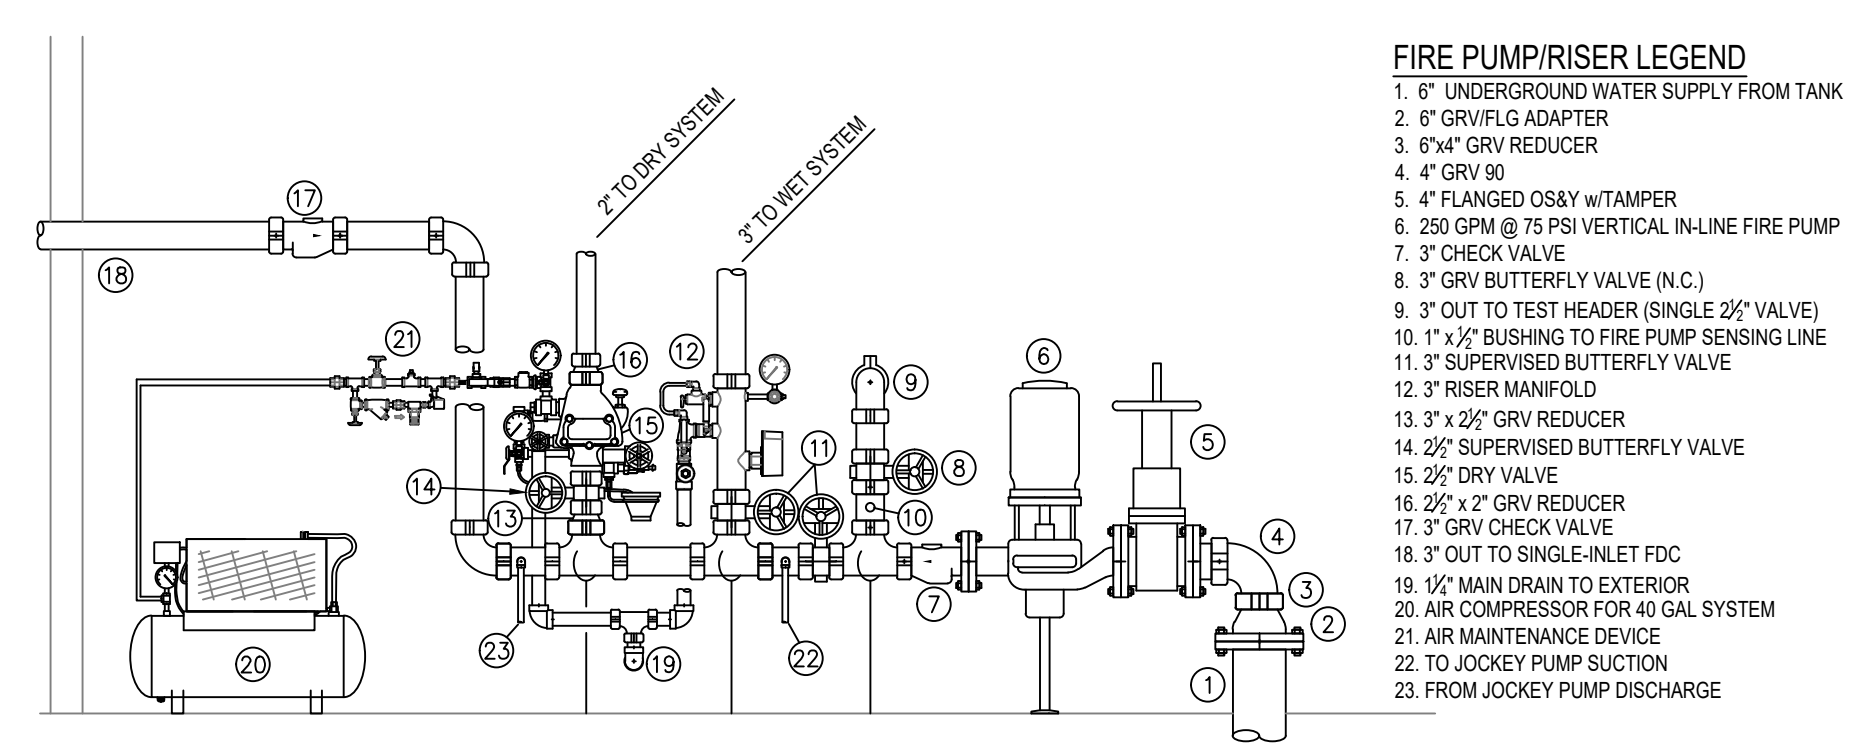 FIRE PUMP/RISER LEGEND
1. 6" UNDERGROUND WATER SUPPLY FROM TANK
2. 6" GRV/FLG ADAPTER
3. 6"x4" GRV REDUCER
4. 4" GRV 90
5. 4" FLANGED OS&Y w/TAMPER
6. 250 GPM @ 75 PSI VERTICAL IN-LINE FIRE PUMP
7. 3" CHECK VALVE
8. 3" GRV BUTTERFLY VALVE (N.C.)
9. 3" OUT TO TEST HEADER (SINGLE 2½" VALVE)
10. 1" x ½" BUSHING TO FIRE PUMP SENSING LINE
11. 3" SUPERVISED BUTTERFLY VALVE
12. 3" RISER MANIFOLD
13. 3" x 2½" GRV REDUCER
14. 2½" SUPERVISED BUTTERFLY VALVE
15. 2½" DRY VALVE
16. 2½" x 2" GRV REDUCER
17. 3" GRV CHECK VALVE
18. 3" OUT TO SINGLE-INLET FDC
19. 1¼" MAIN DRAIN TO EXTERIOR
20. AIR COMPRESSOR FOR 40 GAL SYSTEM
21. AIR MAINTENANCE DEVICE
22. TO JOCKEY PUMP SUCTION
23. FROM JOCKEY PUMP DISCHARGE
2" TO DRY SYSTEM
3" TO WET SYSTEM
17
18
21
16
12
6
9
15
5
11
8
14
13
10
4
7
3
2
23
19
22
20
1